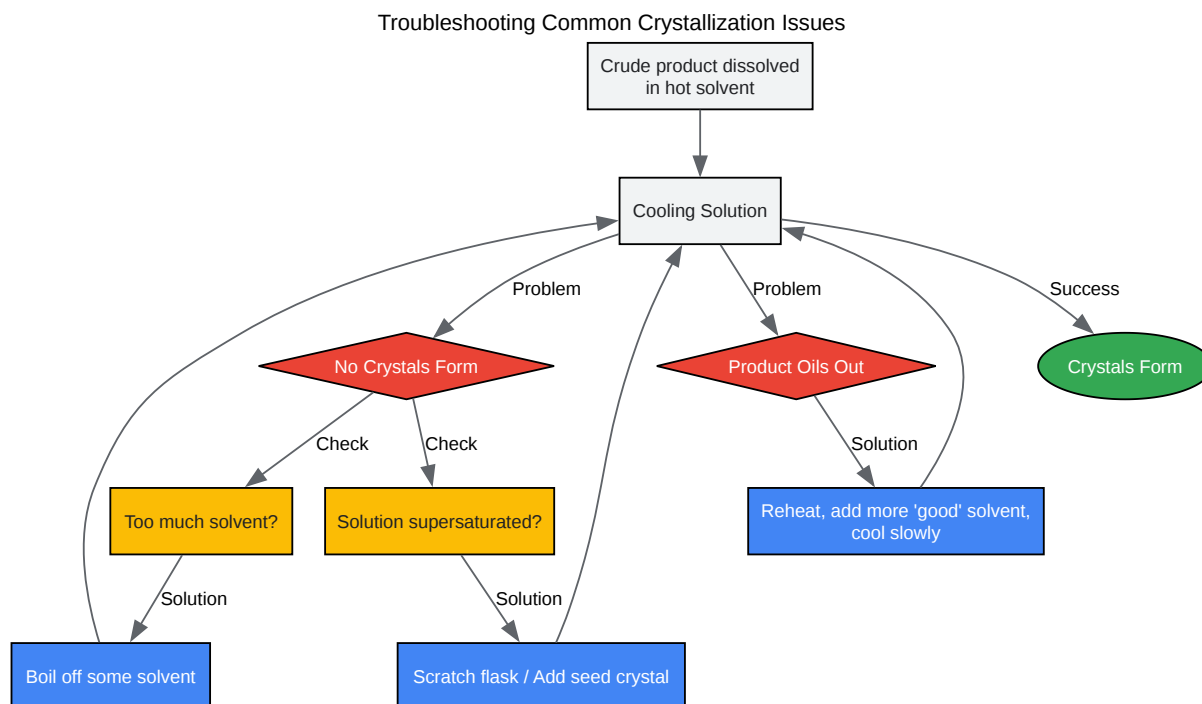 Troubleshooting Common Crystallization Issues
Crude product dissolved
in hot solvent
Cooling Solution
Problem
Problem
Success
No Crystals Form
Product Oils Out
Crystals Form
Check
Check
Solution
Too much solvent?
Solution supersaturated?
Reheat, add more 'good' solvent,
cool slowly
Solution
Solution
Boil off some solvent
Scratch flask / Add seed crystal